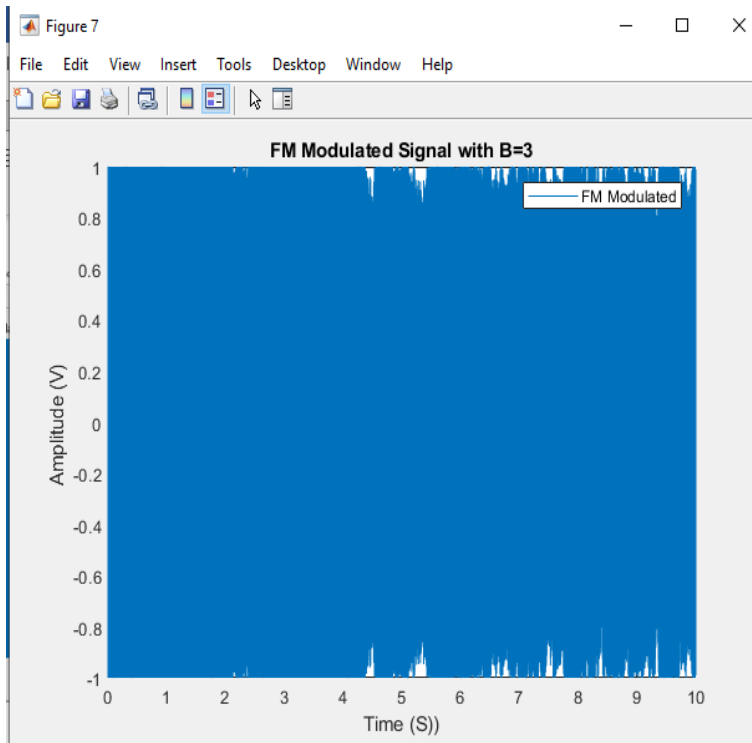 Figure 7
File Edit View Insert Tools Desktop Window Help
FM Modulated Signal with B=3
FM Modulated
1
0.8
0.6
0.4
0.2
0
-0.2
-0.4
-0.6
-0.8
-1
Amplitude (V)
0 1 2 3 4 5 6 7 8 9 10
Time (S))